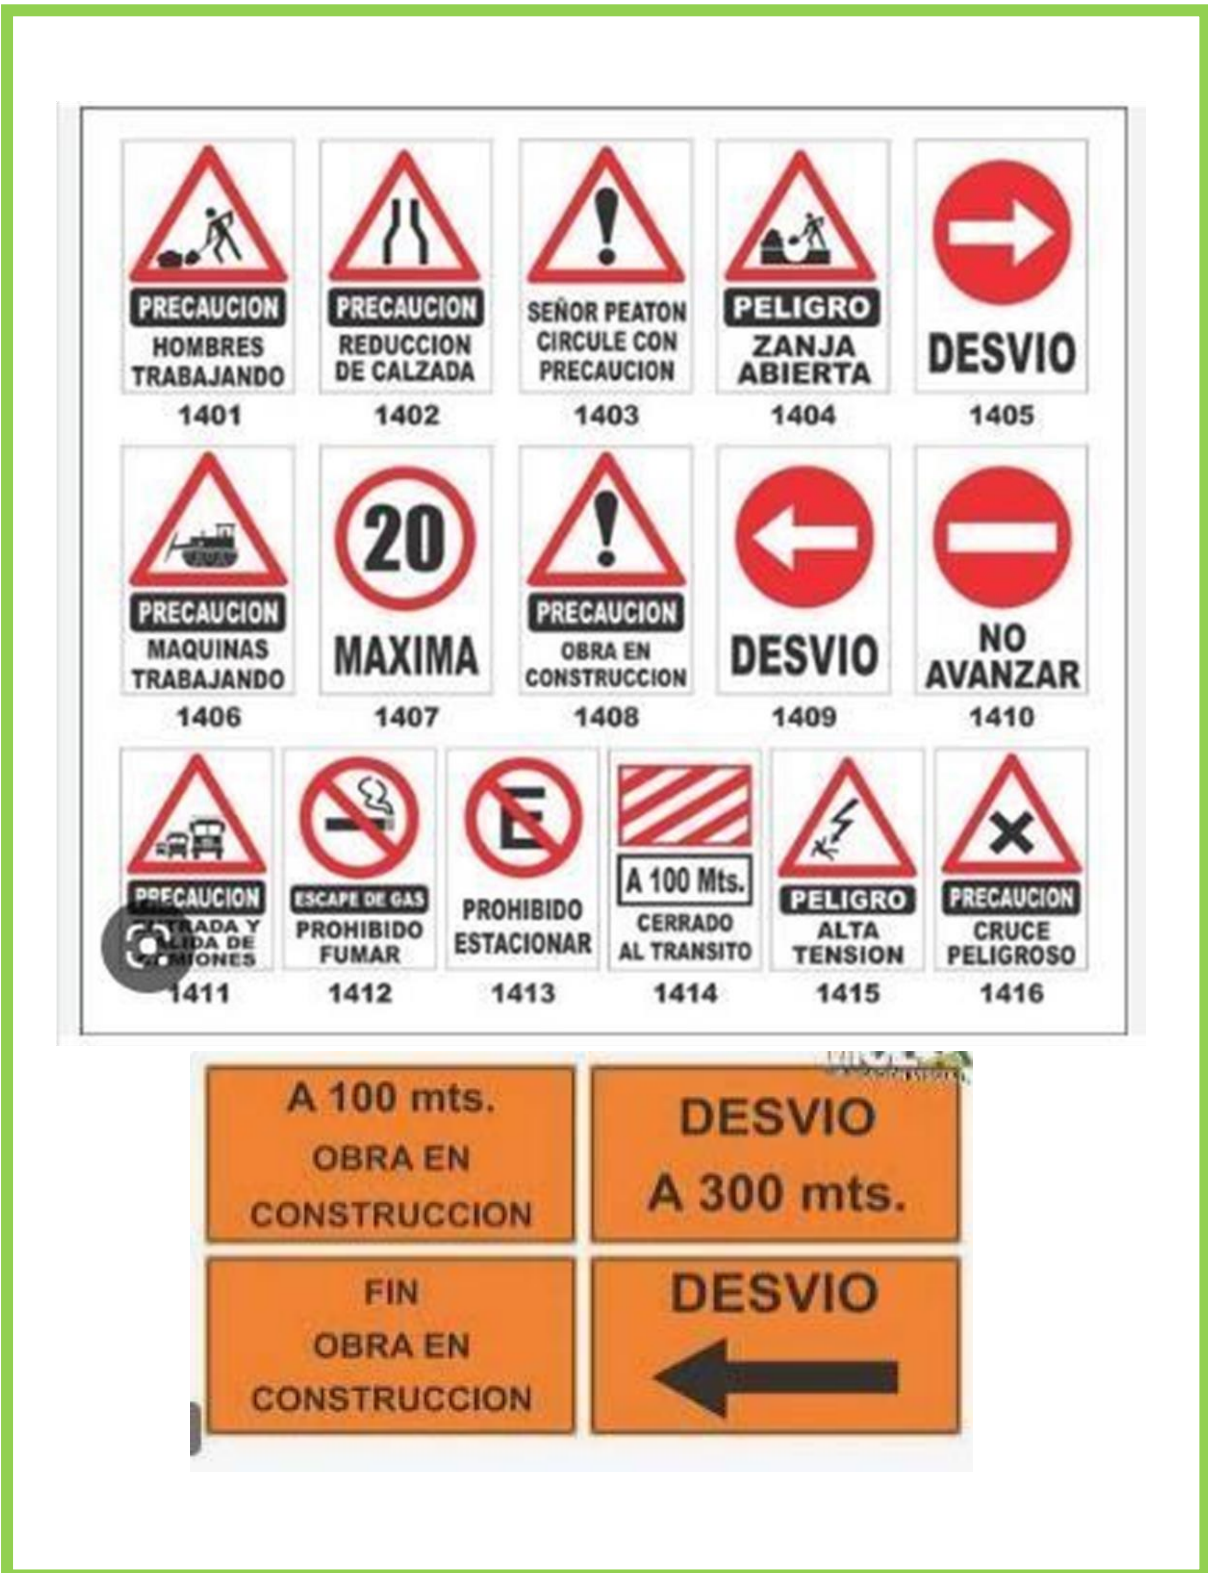 PRECAUCION
HOMBRES
TRABAJANDO
1401
PRECAUCION
REDUCCION
DE CALZADA
1402
SEÑOR PEATON
CIRCULE CON
PRECAUCION
1403
PELIGRO
ZANJA
ABIERTA
1404
DESVIO
1405
PRECAUCION
MAQUINAS
TRABAJANDO
1406
20
MAXIMA
1407
PRECAUCION
OBRA EN
CONSTRUCCION
1408
DESVIO
1409
NO
AVANZAR
1410
PRECAUCION
Y
DE
1411
ESCAPE DE GAS
PROHIBIDO
FUMAR
1412
E
PROHIBIDO
ESTACIONAR
1413
A 100 Mts.
CERRADO
AL TRANSITO
1414
PELIGRO
ALTA
TENSION
1415
PRECAUCION
CRUCE
PELIGROSO
1416
A 100 mts.
OBRA EN
CONSTRUCCION
DESVIO
A 300 mts.
FIN
OBRA EN
CONSTRUCCION
DESVIO